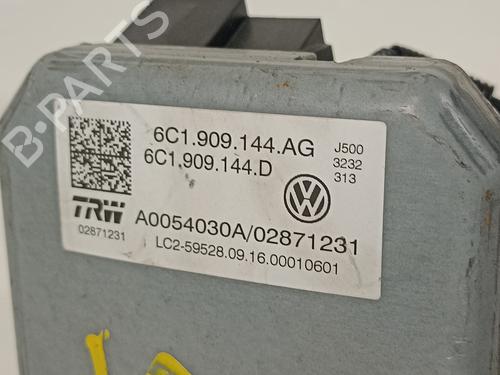 B-PARTS
6C1.909.144.AG
6C1.909.144.D
J500
3232
313
TRW
02871231
A0054030A/02871231
LC2-59528.09.16.00010601